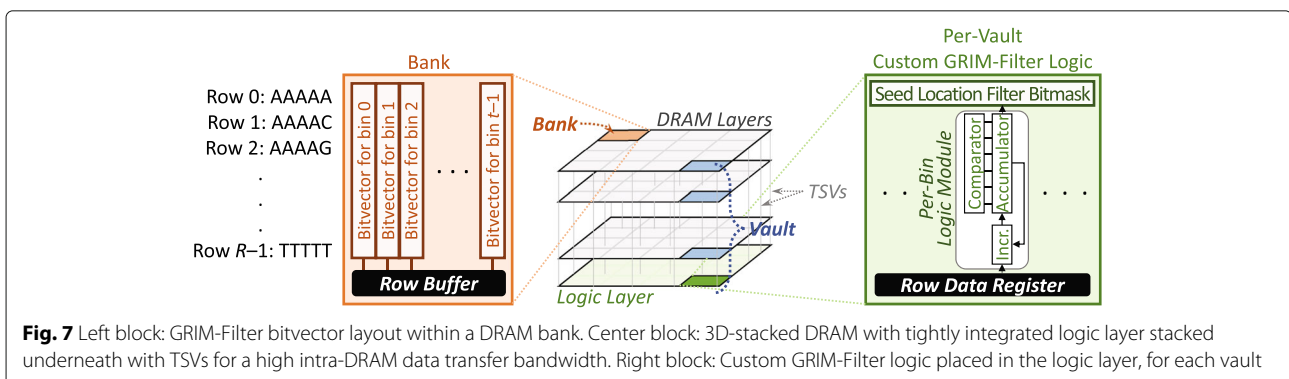 Bank
Row 0: AAAAA
Row 1: AAAAC
Row 2: AAAAG
.
.
.
Row R–1: TTTTT
Bitvector for bin 0
Bitvector for bin 1
Bitvector for bin 2
. . .
Bitvector for bin t–1
Row Buffer
Bank
DRAM Layers
TSVs
Vault
Logic Layer
Per-Vault
Custom GRIM-Filter Logic
Seed Location Filter Bitmask
. .
Per-Bin
Logic Module
Comparator
Accumulator
Incr.
. . .
Row Data Register
Fig. 7 Left block: GRIM-Filter bitvector layout within a DRAM bank. Center block: 3D-stacked DRAM with tightly integrated logic layer stacked
underneath with TSVs for a high intra-DRAM data transfer bandwidth. Right block: Custom GRIM-Filter logic placed in the logic layer, for each vault